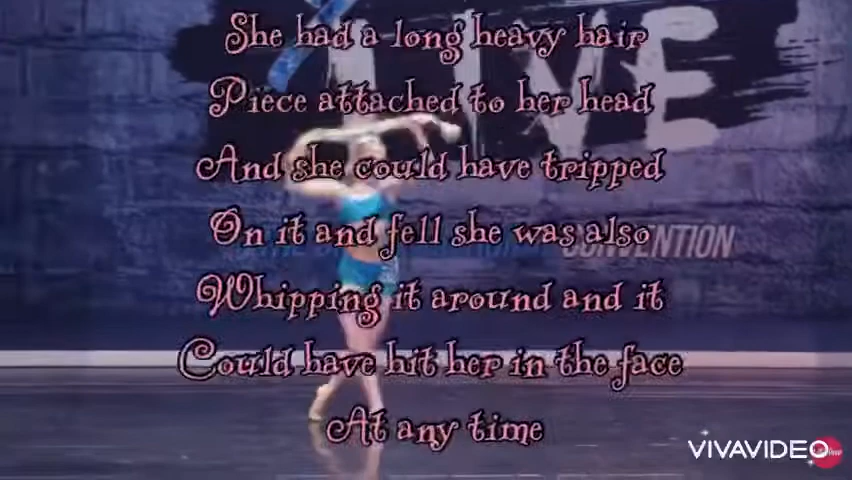 LIVE
She had a long heavy hair
Piece attached to her head
And she could have tripped
On it and fell she was also
CONVENTION
Whipping it around and it
Could have hit her in the face
At any time
VIVAVIDEO